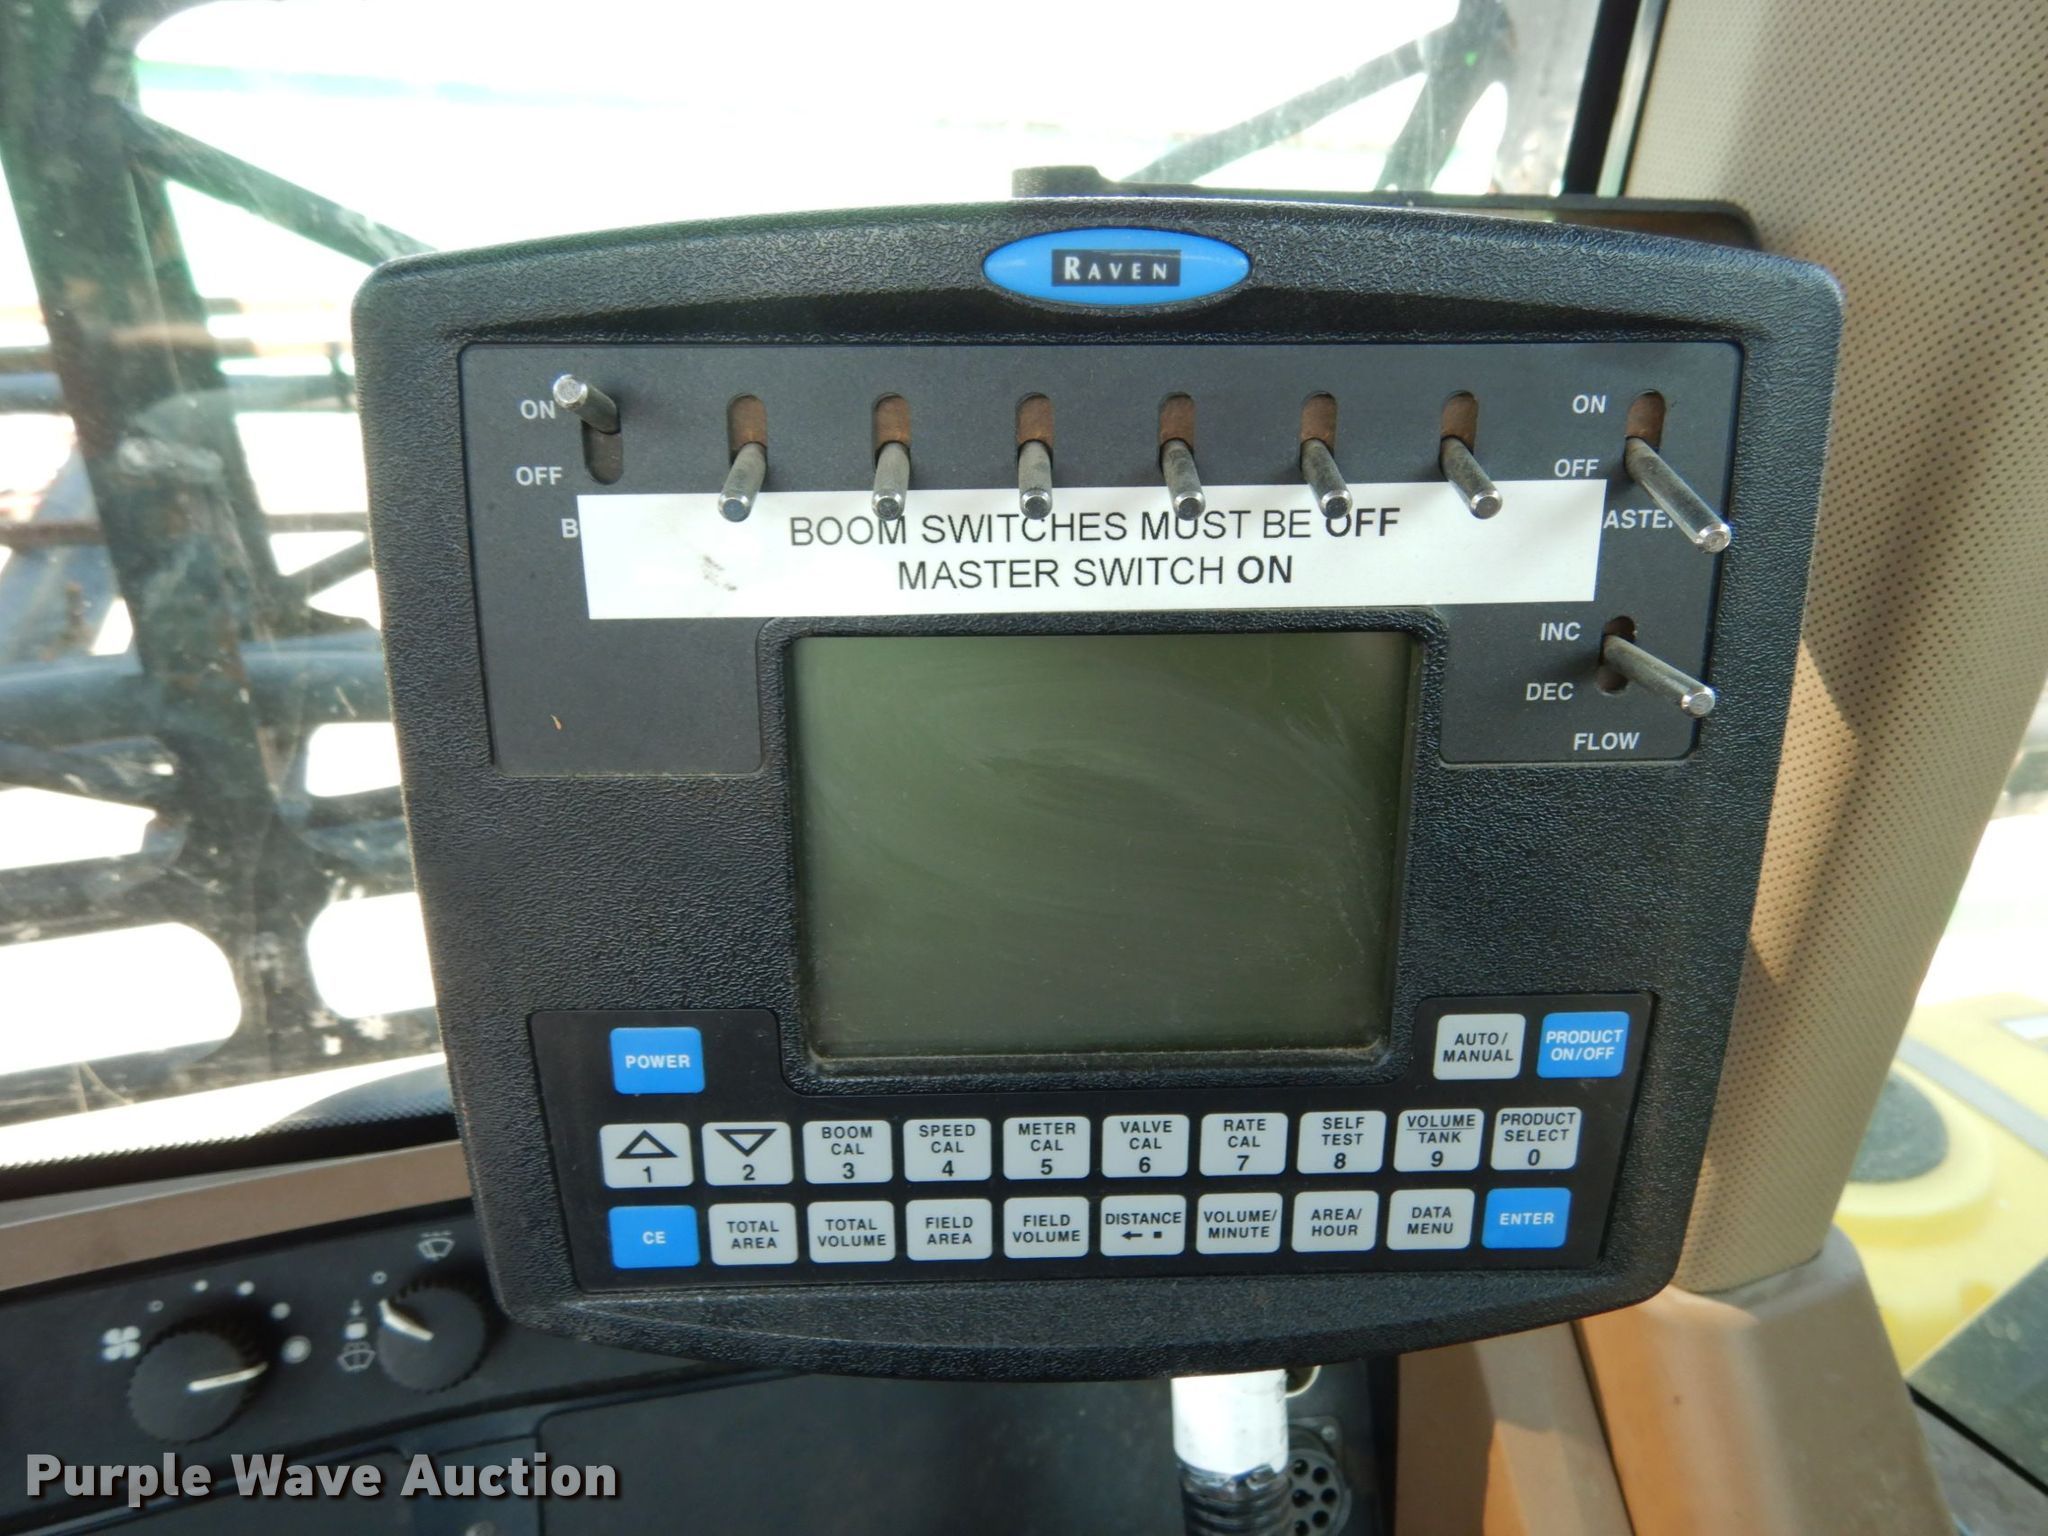 RAVEN
ON
OFF
ON
OFF
BOOM SWITCHES MUST BE OFF
MASTER SWITCH ON
INC
DEC
FLOW
POWER
AUTO/
MANUAL
PRODUCT
ON/OFF
1
2
BOOM
CAL
3
SPEED
CAL
4
METER
CAL
5
VALVE
CAL
6
RATE
CAL
7
SELF
TEST
8
VOLUME
TANK
9
PRODUCT
SELECT
0
CE
TOTAL
AREA
TOTAL
VOLUME
FIELD
AREA
FIELD
VOLUME
DISTANCE
VOLUME/
MINUTE
AREA/
HOUR
DATA
MENU
ENTER
Purple Wave Auction